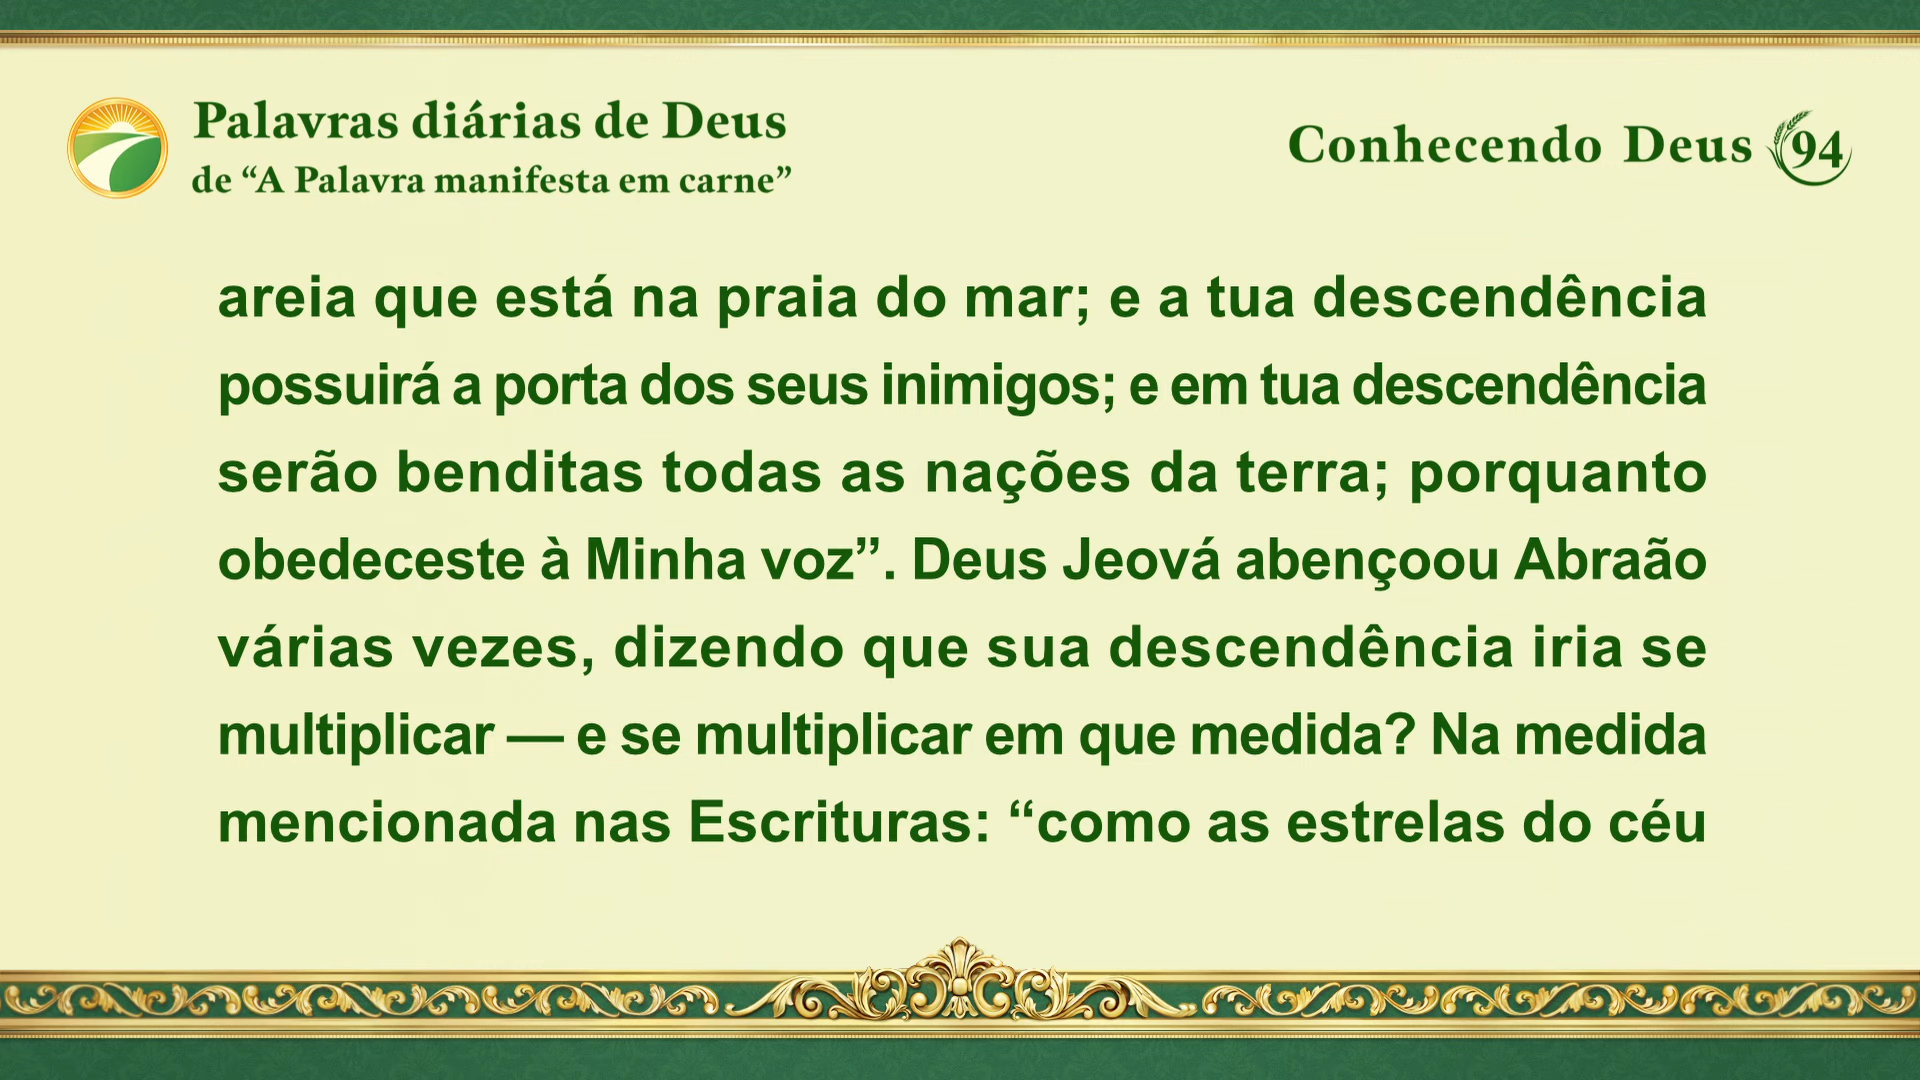 Palavras diárias de Deus
de “A Palavra manifesta em carne”
Conhecendo Deus 94
areia que está na praia do mar; e a tua descendência
possuirá a porta dos seus inimigos; e em tua descendência
serão benditas todas as nações da terra; porquanto
obedeceste à Minha voz”. Deus Jeová abençoou Abraão
várias vezes, dizendo que sua descendência iria se
multiplicar — e se multiplicar em que medida? Na medida
mencionada nas Escrituras: “como as estrelas do céu